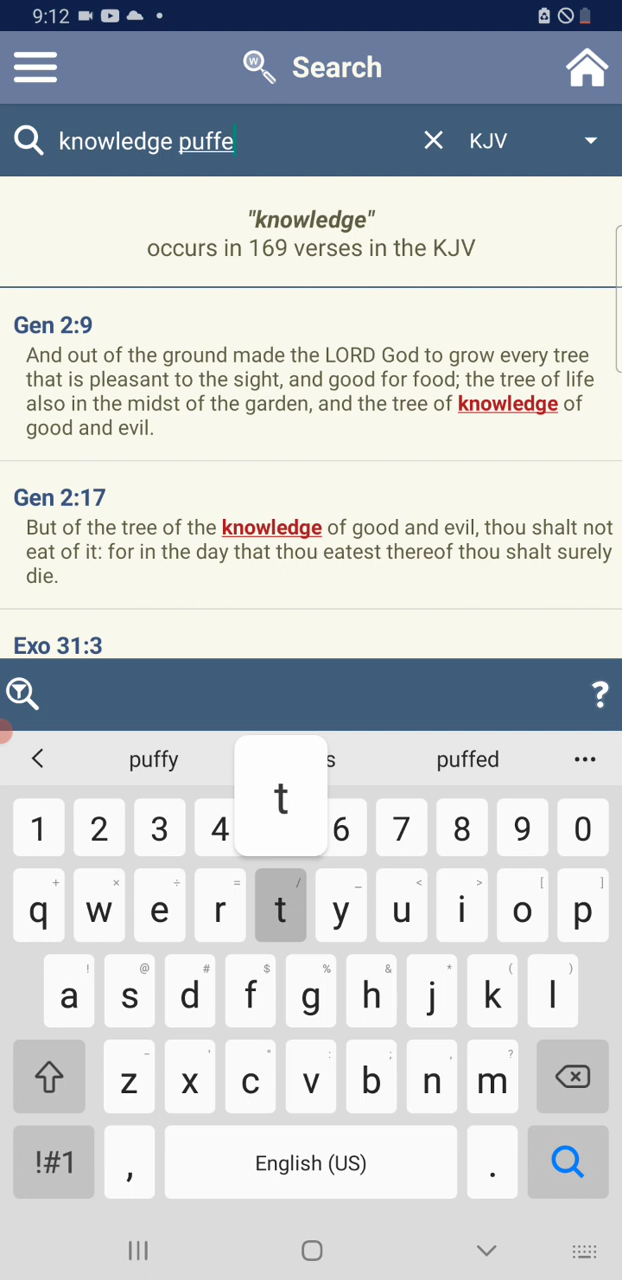 9:12
Search
knowledge puffe
KJV
"knowledge"
occurs in 169 verses in the KJV
Gen 2:9
And out of the ground made the LORD God to grow every tree
that is pleasant to the sight, and good for food; the tree of life
also in the midst of the garden, and the tree of knowledge of
good and evil.
Gen 2:17
But of the tree of the knowledge of good and evil, thou shalt not
eat of it: for in the day that thou eatest thereof thou shalt surely
die.
Exo 31:3
?
puffy s puffed ...
t
1 2 3 4 6 7 8 9 0
+ × ÷ = / _ < > [ ]
q w e r t y u i o p
! @ # $ % & * ( )
a s d f g h j k l
- ' " : ; , ?
z x c v b n m
!#1 , English (US) .